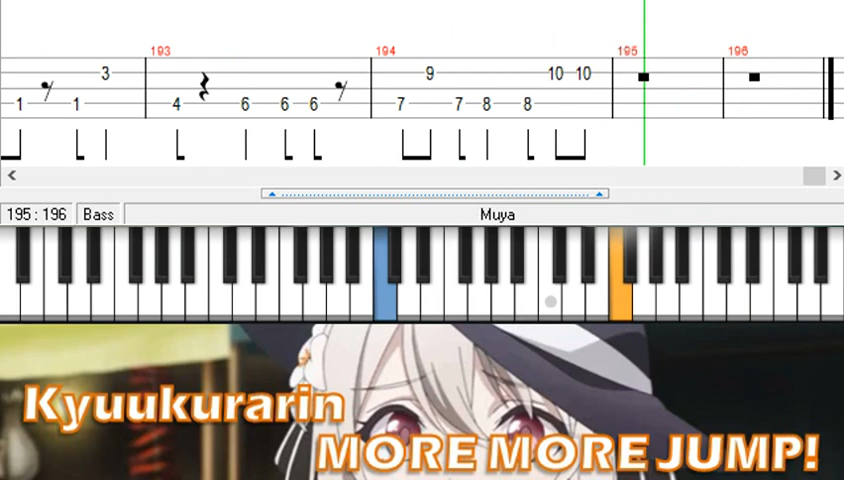 193 194 195 196
3 9 10 10
1 1 4 6 6 6 7 7 8 8
195 : 196 Bass Muya
Kyuukurarin
MORE MORE JUMP!